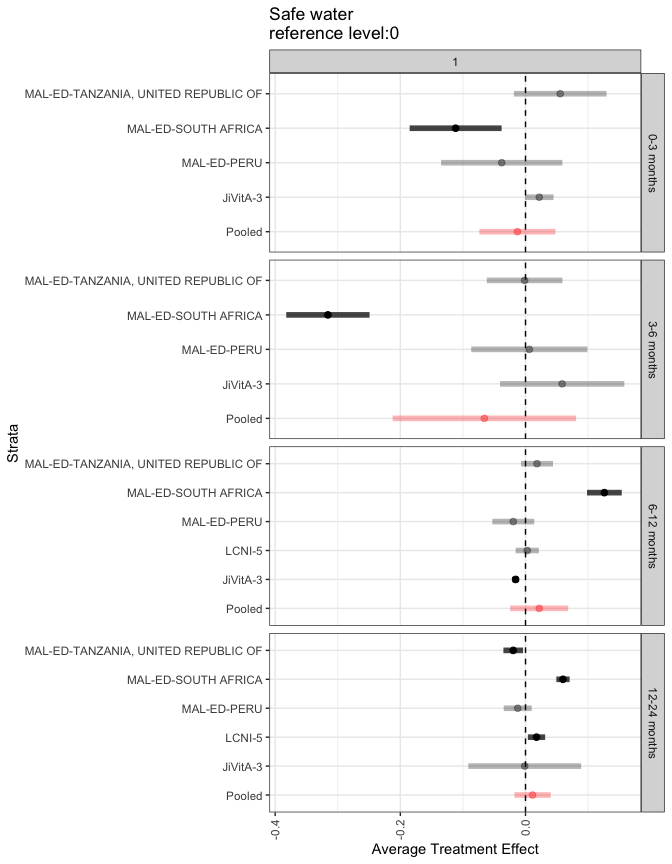 Safe water
reference level:0
1
MAL-ED-TANZANIA, UNITED REPUBLIC OF
MAL-ED-SOUTH AFRICA
MAL-ED-PERU
JiVitA-3
Pooled
0-3 months
MAL-ED-TANZANIA, UNITED REPUBLIC OF
MAL-ED-SOUTH AFRICA
MAL-ED-PERU
JiVitA-3
Pooled
3-6 months
Strata
MAL-ED-TANZANIA, UNITED REPUBLIC OF
MAL-ED-SOUTH AFRICA
MAL-ED-PERU
LCNI-5
JiVitA-3
Pooled
6-12 months
MAL-ED-TANZANIA, UNITED REPUBLIC OF
MAL-ED-SOUTH AFRICA
MAL-ED-PERU
LCNI-5
JiVitA-3
Pooled
12-24 months
-0.4
-0.2
0.0
Average Treatment Effect